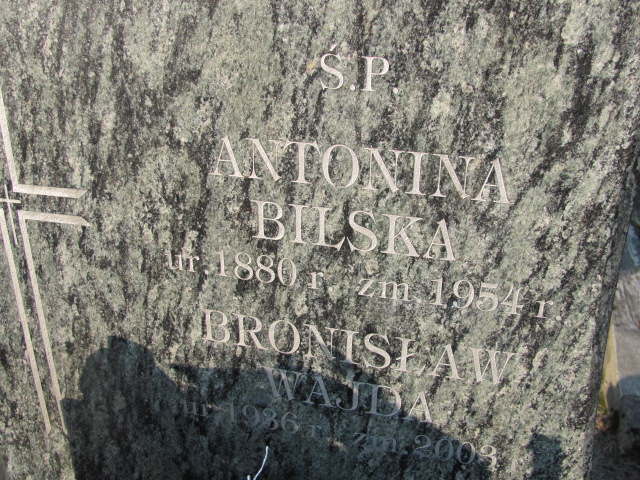 Ś.P.
ANTONINA
BILSKA
ur. 1880 r. zm. 1954 r.
BRONISŁAW
WAJDA
ur. 1936 r. zm. 2003